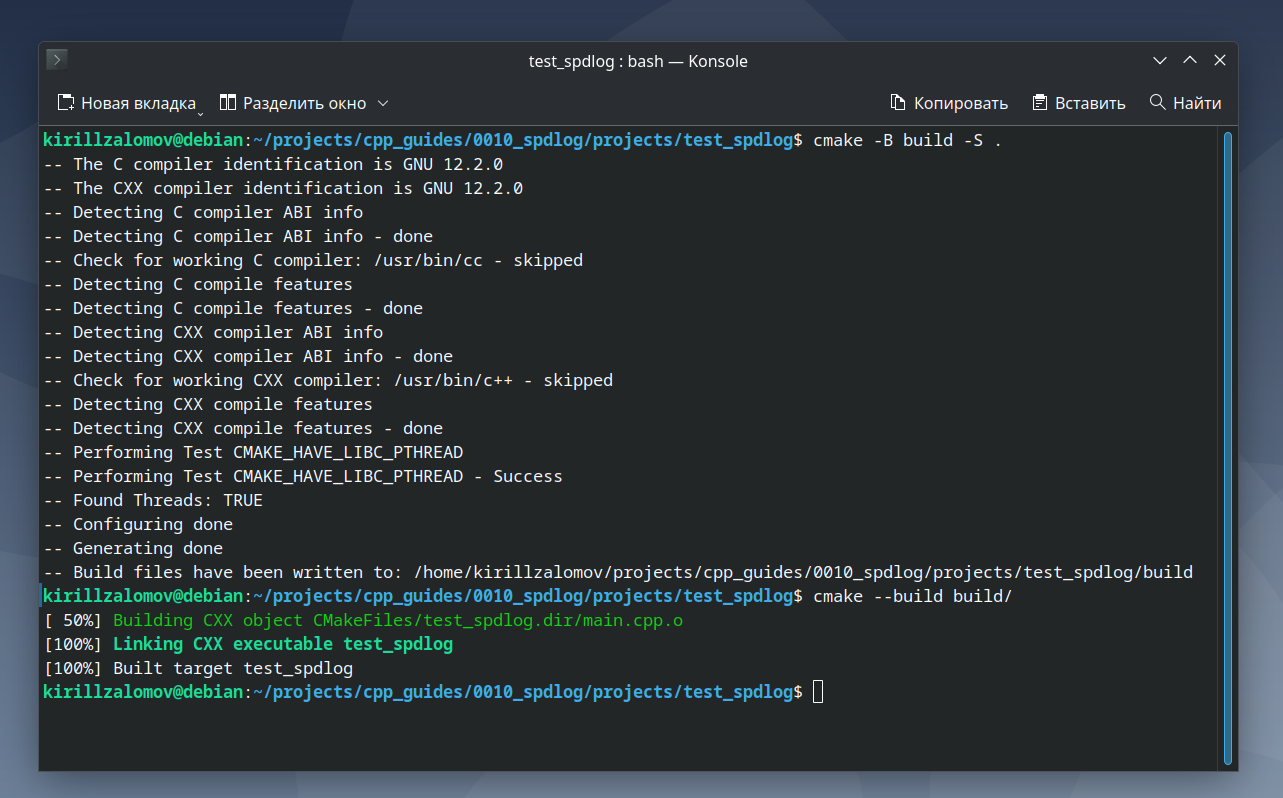 test_spdlog : bash — Konsole
Новая вкладка Разделить окно Копировать Вставить Найти
kirillzalomov@debian:~/projects/cpp_guides/0010_spdlog/projects/test_spdlog$ cmake -B build -S .
-- The C compiler identification is GNU 12.2.0
-- The CXX compiler identification is GNU 12.2.0
-- Detecting C compiler ABI info
-- Detecting C compiler ABI info - done
-- Check for working C compiler: /usr/bin/cc - skipped
-- Detecting C compile features
-- Detecting C compile features - done
-- Detecting CXX compiler ABI info
-- Detecting CXX compiler ABI info - done
-- Check for working CXX compiler: /usr/bin/c++ - skipped
-- Detecting CXX compile features
-- Detecting CXX compile features - done
-- Performing Test CMAKE_HAVE_LIBC_PTHREAD
-- Performing Test CMAKE_HAVE_LIBC_PTHREAD - Success
-- Found Threads: TRUE
-- Configuring done
-- Generating done
-- Build files have been written to: /home/kirillzalomov/projects/cpp_guides/0010_spdlog/projects/test_spdlog/build
kirillzalomov@debian:~/projects/cpp_guides/0010_spdlog/projects/test_spdlog$ cmake --build build/
[ 50%] Building CXX object CMakeFiles/test_spdlog.dir/main.cpp.o
[100%] Linking CXX executable test_spdlog
[100%] Built target test_spdlog
kirillzalomov@debian:~/projects/cpp_guides/0010_spdlog/projects/test_spdlog$